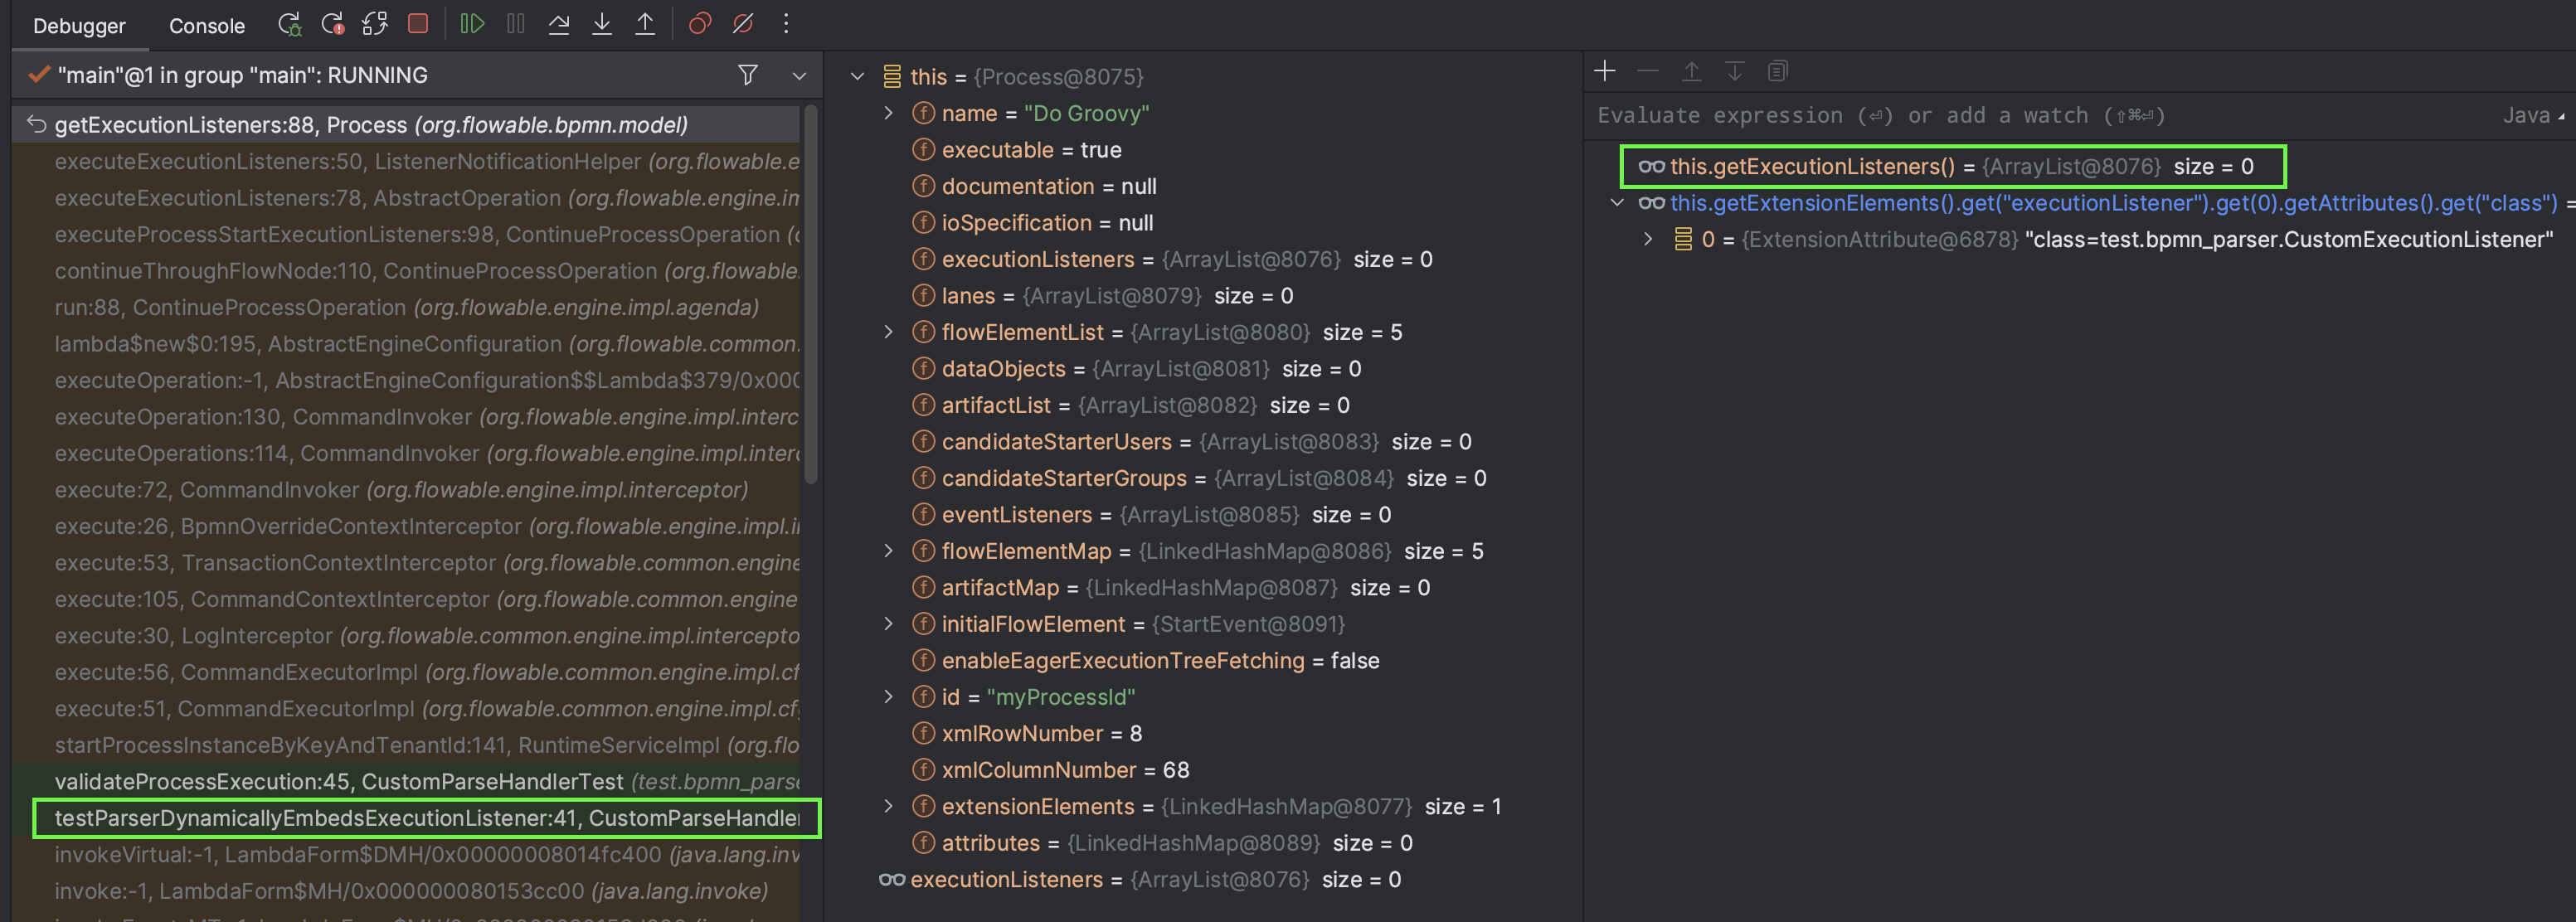 Debugger Console
"main"@1 in group "main": RUNNING
getExecutionListeners:88, Process (org.flowable.bpmn.model)
executeExecutionListeners:50, ListenerNotificationHelper (org.flowable.e
executeExecutionListeners:78, AbstractOperation (org.flowable.engine.im
executeProcessStartExecutionListeners:98, ContinueProcessOperation (o
continueThroughFlowNode:110, ContinueProcessOperation (org.flowable.
run:88, ContinueProcessOperation (org.flowable.engine.impl.agenda)
lambda$new$0:195, AbstractEngineConfiguration (org.flowable.common.
executeOperation:-1, AbstractEngineConfiguration$$Lambda$379/0x000
executeOperation:130, CommandInvoker (org.flowable.engine.impl.interc
executeOperations:114, CommandInvoker (org.flowable.engine.impl.interc
execute:72, CommandInvoker (org.flowable.engine.impl.interceptor)
execute:26, BpmnOverrideContextInterceptor (org.flowable.engine.impl.i
execute:53, TransactionContextInterceptor (org.flowable.common.engine
execute:105, CommandContextInterceptor (org.flowable.common.engine
execute:30, LogInterceptor (org.flowable.common.engine.impl.intercepto
execute:56, CommandExecutorImpl (org.flowable.common.engine.impl.cf
execute:51, CommandExecutorImpl (org.flowable.common.engine.impl.cfg
startProcessInstanceByKeyAndTenantId:141, RuntimeServiceImpl (org.flo
validateProcessExecution:45, CustomParseHandlerTest (test.bpmn_parse
testParserDynamicallyEmbedsExecutionListener:41, CustomParseHandler
invokeVirtual:-1, LambdaForm$DMH/0x00000008014fc400 (java.lang.inv
invoke:-1, LambdaForm$MH/0x000000080153cc00 (java.lang.invoke)
this = {Process@8075}
name = "Do Groovy"
executable = true
documentation = null
ioSpecification = null
executionListeners = {ArrayList@8076} size = 0
lanes = {ArrayList@8079} size = 0
flowElementList = {ArrayList@8080} size = 5
dataObjects = {ArrayList@8081} size = 0
artifactList = {ArrayList@8082} size = 0
candidateStarterUsers = {ArrayList@8083} size = 0
candidateStarterGroups = {ArrayList@8084} size = 0
eventListeners = {ArrayList@8085} size = 0
flowElementMap = {LinkedHashMap@8086} size = 5
artifactMap = {LinkedHashMap@8087} size = 0
initialFlowElement = {StartEvent@8091}
enableEagerExecutionTreeFetching = false
id = "myProcessId"
xmlRowNumber = 8
xmlColumnNumber = 68
extensionElements = {LinkedHashMap@8077} size = 1
attributes = {LinkedHashMap@8089} size = 0
executionListeners = {ArrayList@8076} size = 0
Evaluate expression (⏎) or add a watch (⇧⌘⏎) Java
this.getExecutionListeners() = {ArrayList@8076} size = 0
this.getExtensionElements().get("executionListener").get(0).getAttributes().get("class") =
0 = {ExtensionAttribute@6878} "class=test.bpmn_parser.CustomExecutionListener"